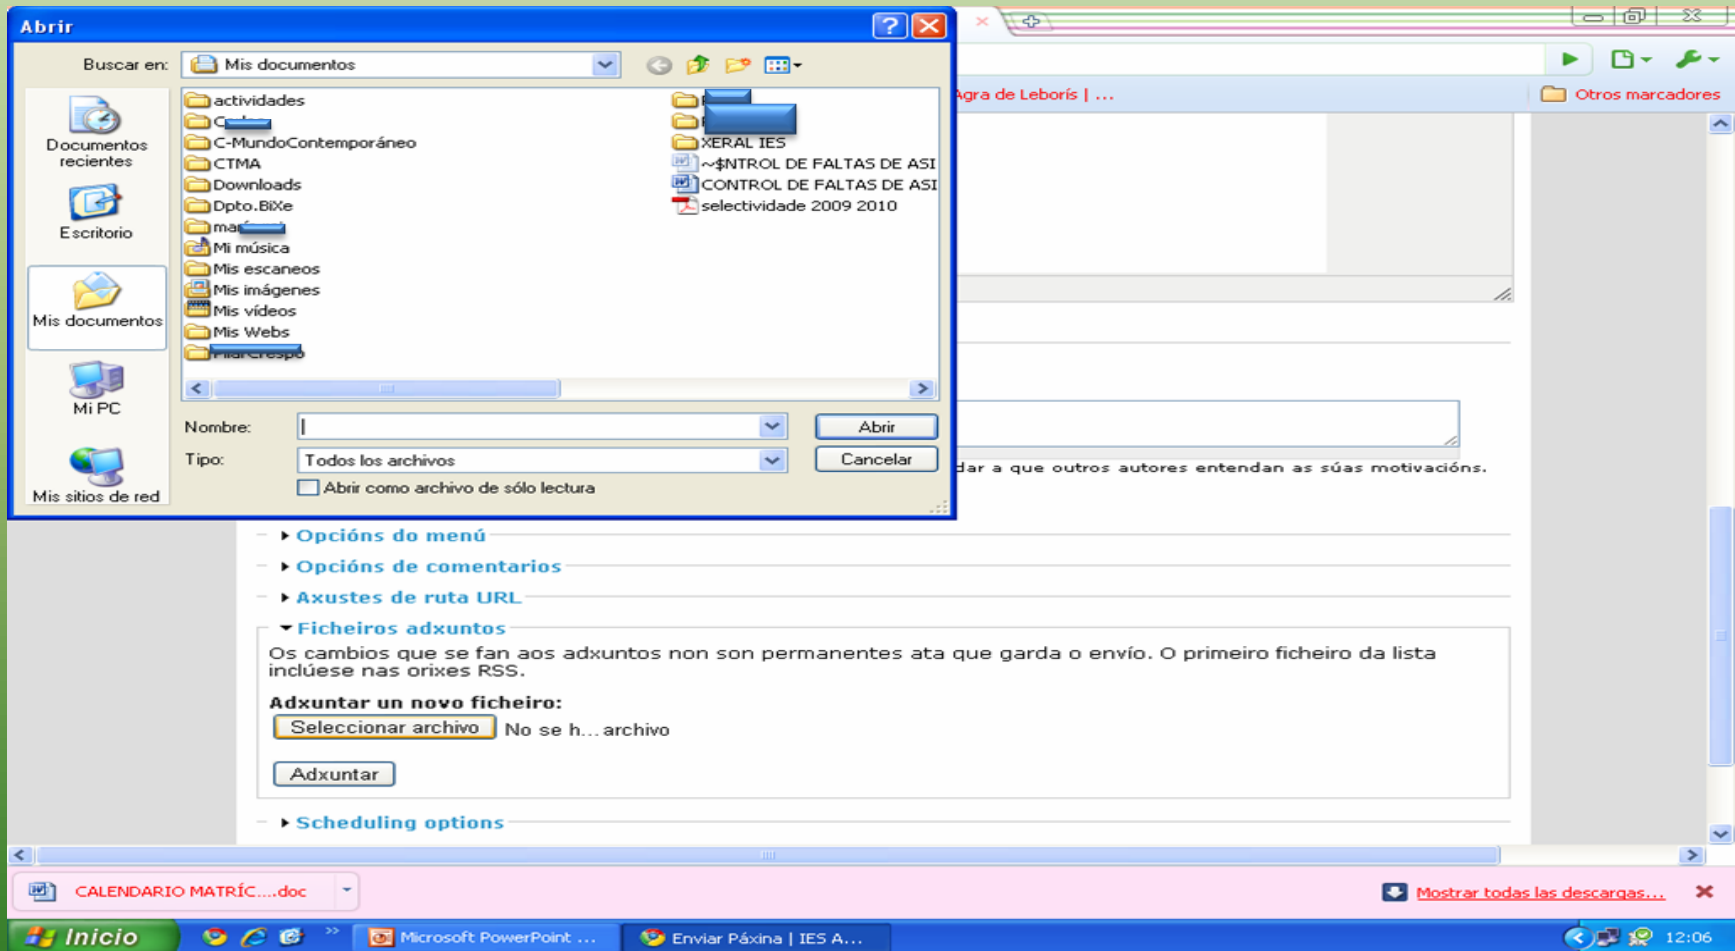 Abrir
Buscar en:
Mis documentos
Agra de Leborís | ...
Otros marcadores
Documentos
recientes
Escritorio
Mis documentos
Mi PC
Mis sitios de red
actividades
C-MundoContemporáneo
CTMA
Downloads
Dpto.BiXe
Mi música
Mis escaneos
Mis imágenes
Mis vídeos
Mis Webs
XERAL IES
~$NTROL DE FALTAS DE ASI
CONTROL DE FALTAS DE ASI
selectividade 2009 2010
Nombre:
Abrir
Tipo:
Todos los archivos
Cancelar
Abrir como archivo de sólo lectura
dar a que outros autores entendan as súas motivacións.
Opcións do menú
Opcións de comentarios
Axustes de ruta URL
Ficheiros adxuntos
Os cambios que se fan aos adxuntos non son permanentes ata que garda o envío. O primeiro ficheiro da lista
inclúese nas orixes RSS.
Adxuntar un novo ficheiro:
Seleccionar archivo No se h... archivo
Adxuntar
Scheduling options
CALENDARIO MATRÍC....doc
Mostrar todas las descargas...
Inicio
Microsoft PowerPoint ...
Enviar Páxina | IES A...
12:06